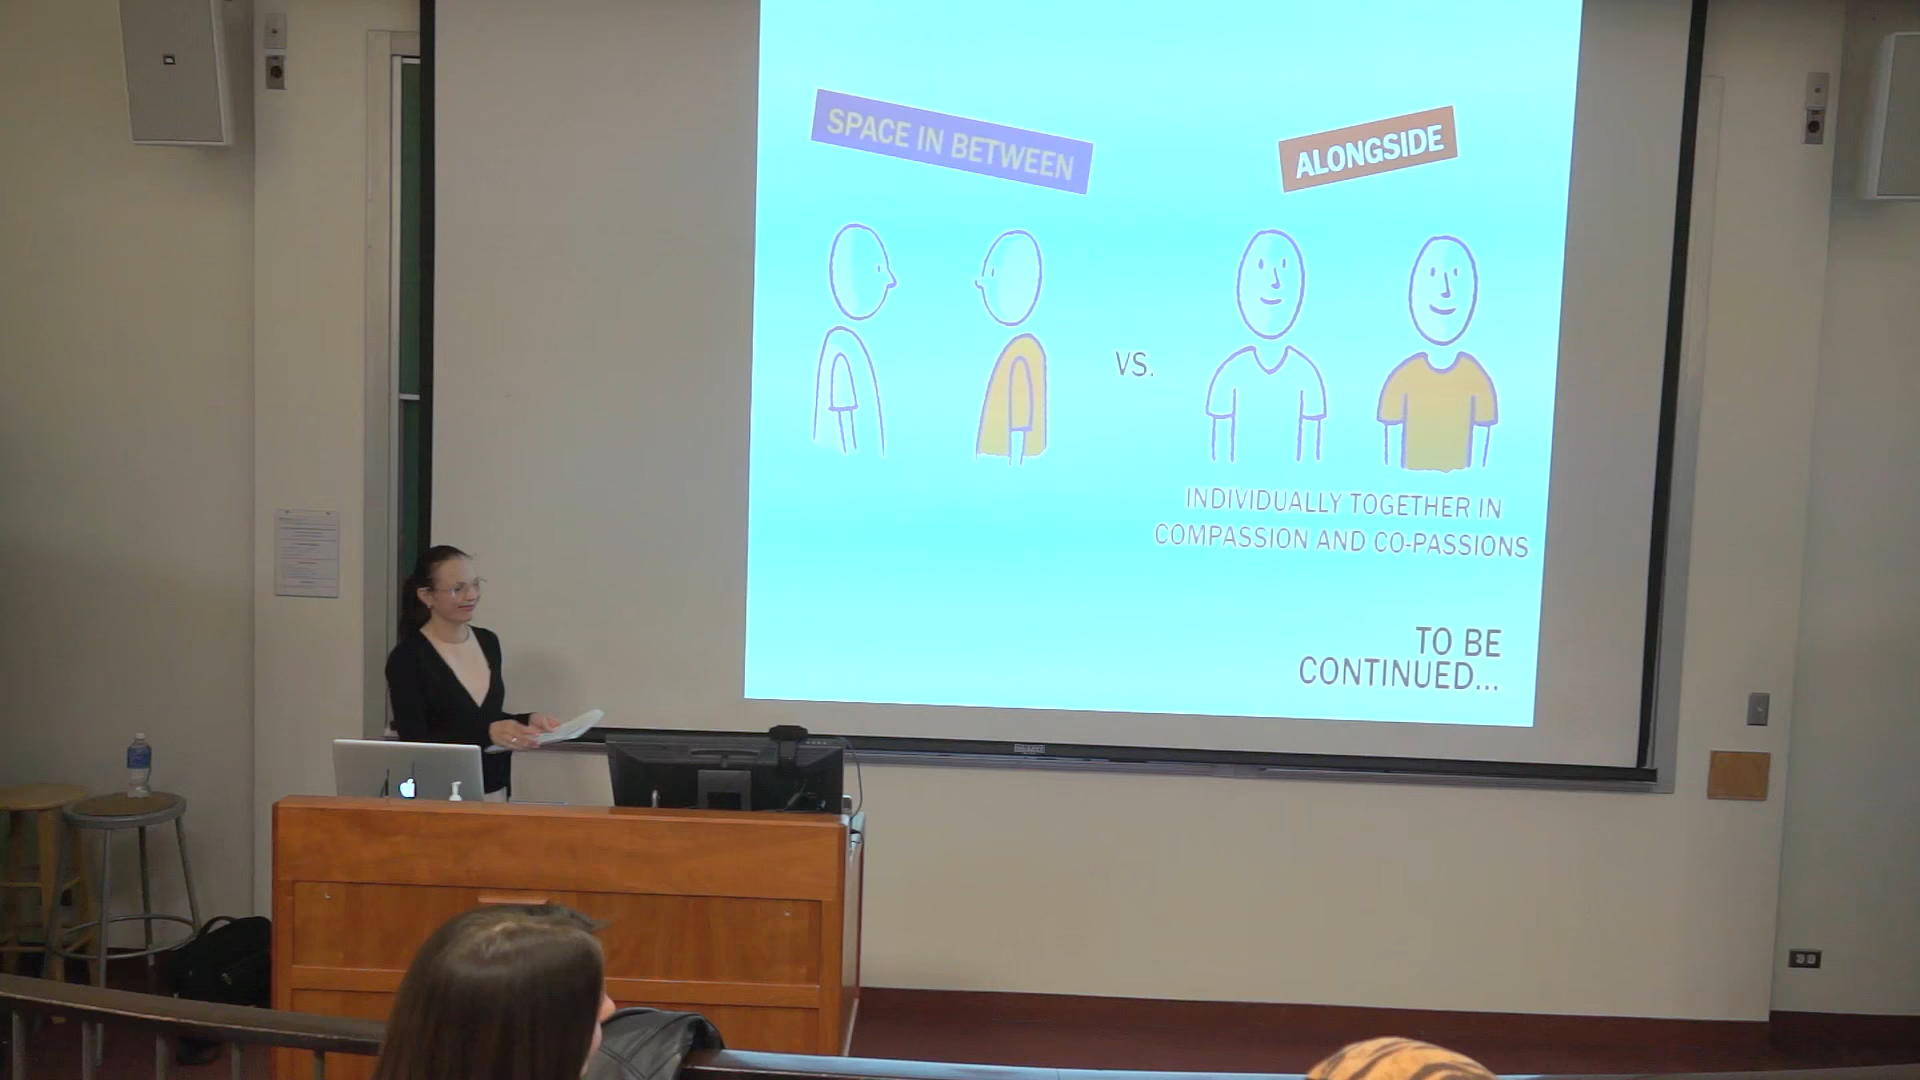 SPACE IN BETWEEN
ALONGSIDE
VS.
INDIVIDUALLY TOGETHER IN
COMPASSION AND CO-PASSIONS
TO BE
CONTINUED...